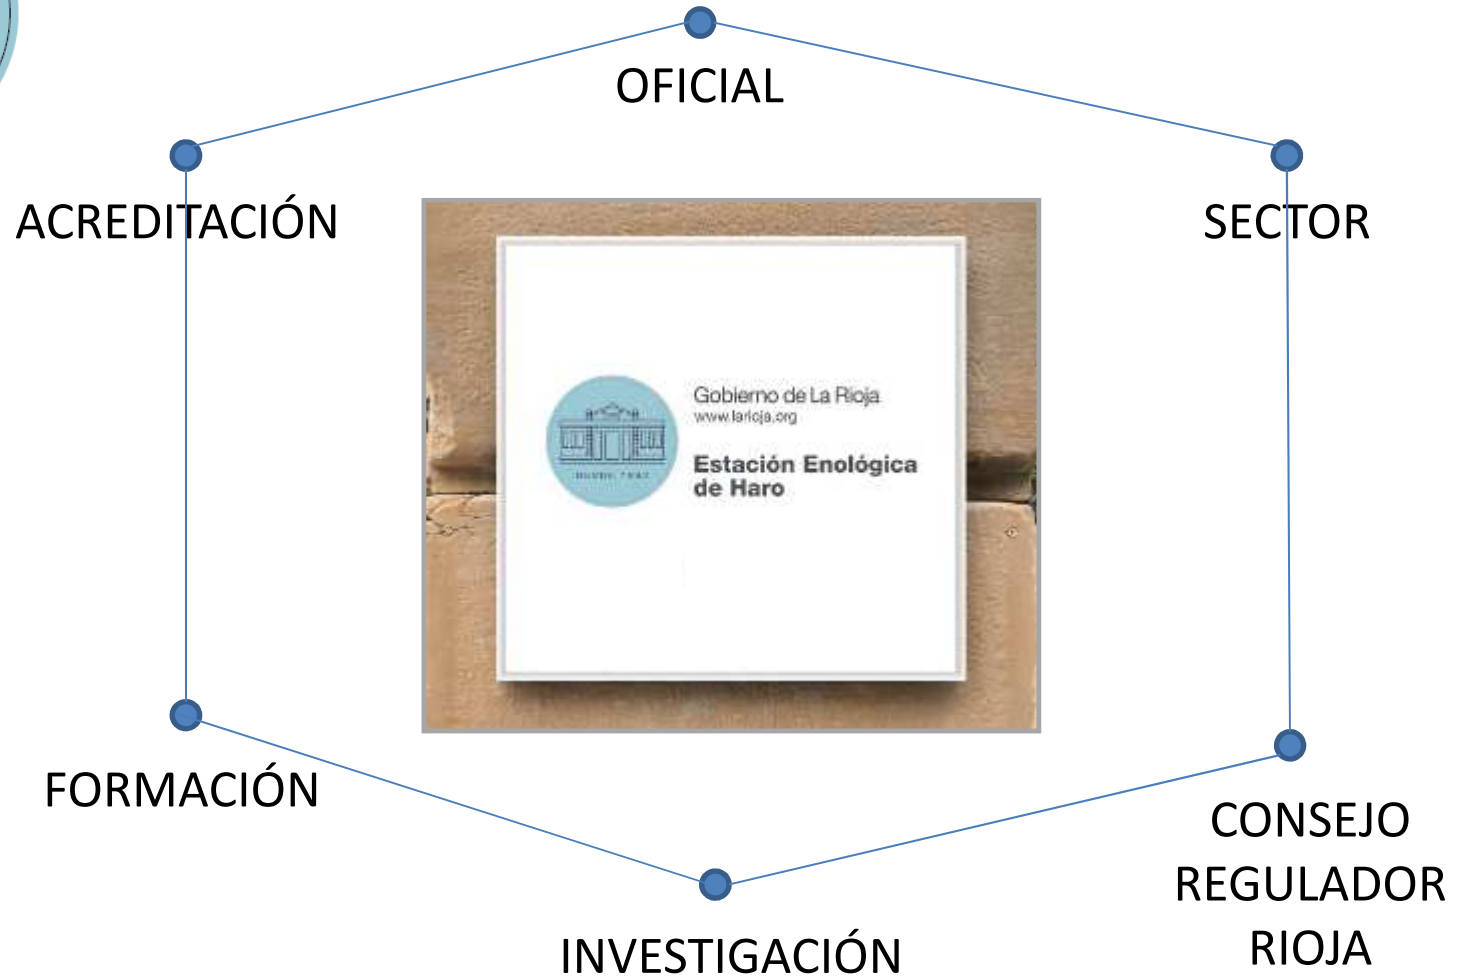 OFICIAL
ACREDITACIÓN
SECTOR
Gobierno de La Rioja
www.larioja.org
Estación Enológica
de Haro
FORMACIÓN
CONSEJO
REGULADOR
RIOJA
INVESTIGACIÓN